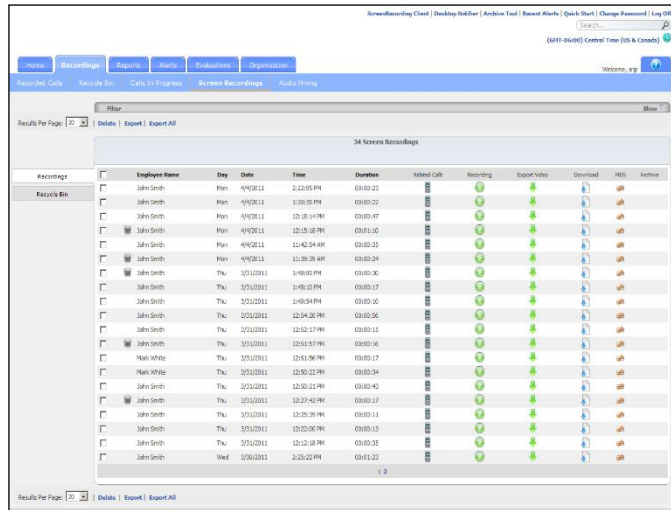 ScreenRecording Client | Desktop Notifier | Archive Tool | Recent Alerts | Quick Start | Change Password | Log Off
Search...
(GMT-06:00) Central Time (US & Canada)
Home Recordings Reports Alerts Evaluations Organization
Welcome, srip
Recorded Calls Recycle Bin Calls In Progress Screen Recordings Audio Mining
Filter Show
Results Per Page: 20 | Delete | Export | Export All
34 Screen Recordings
Recordings
Recycle Bin
Employee Name Day Date Time Duration Related Calls Recording Export Video Download MD5 Archive
John Smith Mon 4/4/2011 2:22:05 PM 00:00:23
John Smith Mon 4/4/2011 1:30:35 PM 00:00:22
John Smith Mon 4/4/2011 12:18:14 PM 00:00:47
John Smith Mon 4/4/2011 12:15:18 PM 00:01:10
John Smith Mon 4/4/2011 11:42:54 AM 00:00:35
John Smith Mon 4/4/2011 11:39:39 AM 00:00:24
John Smith Thu 3/31/2011 1:48:00 PM 00:00:30
John Smith Thu 3/31/2011 1:45:10 PM 00:00:17
John Smith Thu 3/31/2011 1:40:54 PM 00:00:10
John Smith Thu 3/31/2011 12:54:20 PM 00:00:56
John Smith Thu 3/31/2011 12:52:17 PM 00:00:15
John Smith Thu 3/31/2011 12:51:57 PM 00:00:16
Mark White Thu 3/31/2011 12:51:56 PM 00:00:17
Mark White Thu 3/31/2011 12:50:22 PM 00:00:34
John Smith Thu 3/31/2011 12:50:21 PM 00:00:43
John Smith Thu 3/31/2011 12:27:42 PM 00:00:17
John Smith Thu 3/31/2011 12:25:39 PM 00:00:11
John Smith Thu 3/31/2011 12:22:00 PM 00:00:13
John Smith Thu 3/31/2011 12:12:18 PM 00:00:35
John Smith Wed 3/30/2011 2:25:22 PM 00:01:23
1 2
Results Per Page: 20 | Delete | Export | Export All